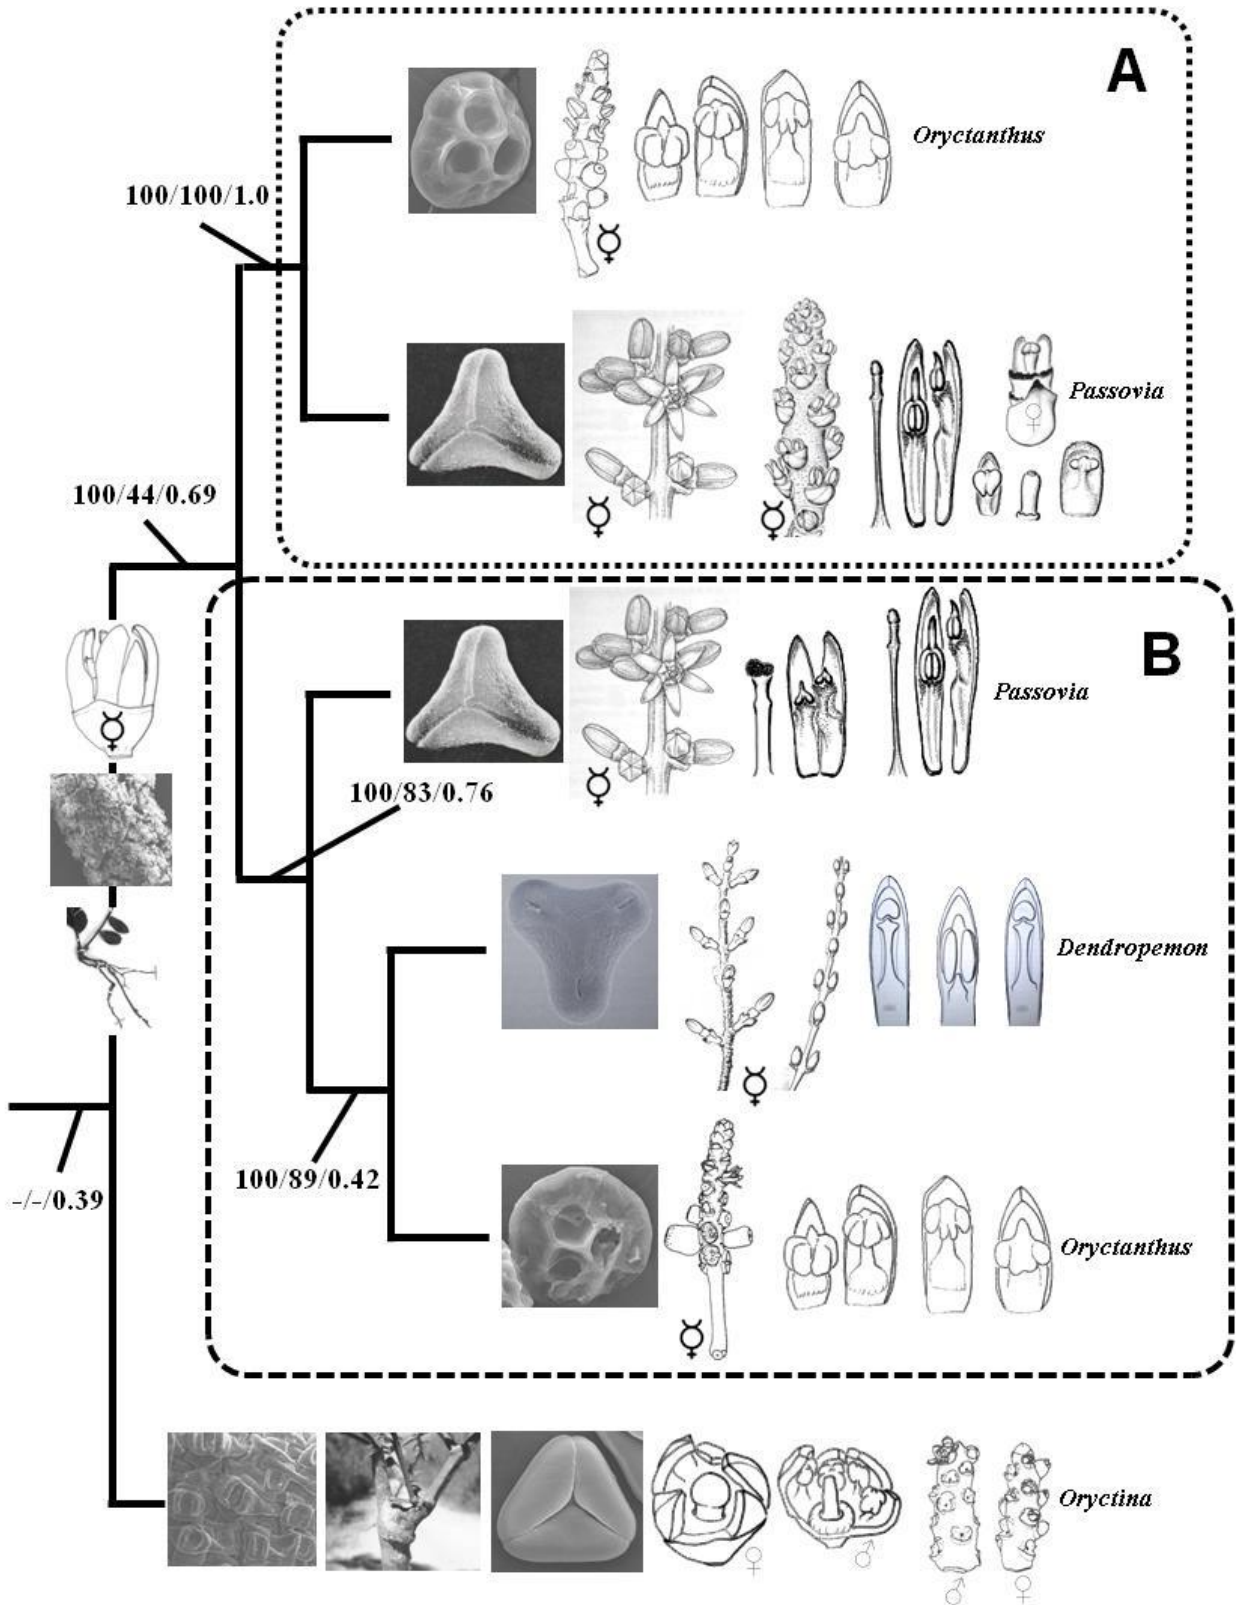 A
Oryctanthus
100/100/1.0
Passovia
100/44/0.69
B
Passovia
100/83/0.76
Dendropemon
100/89/0.42
-/-/0.39
Oryctanthus
Oryctina